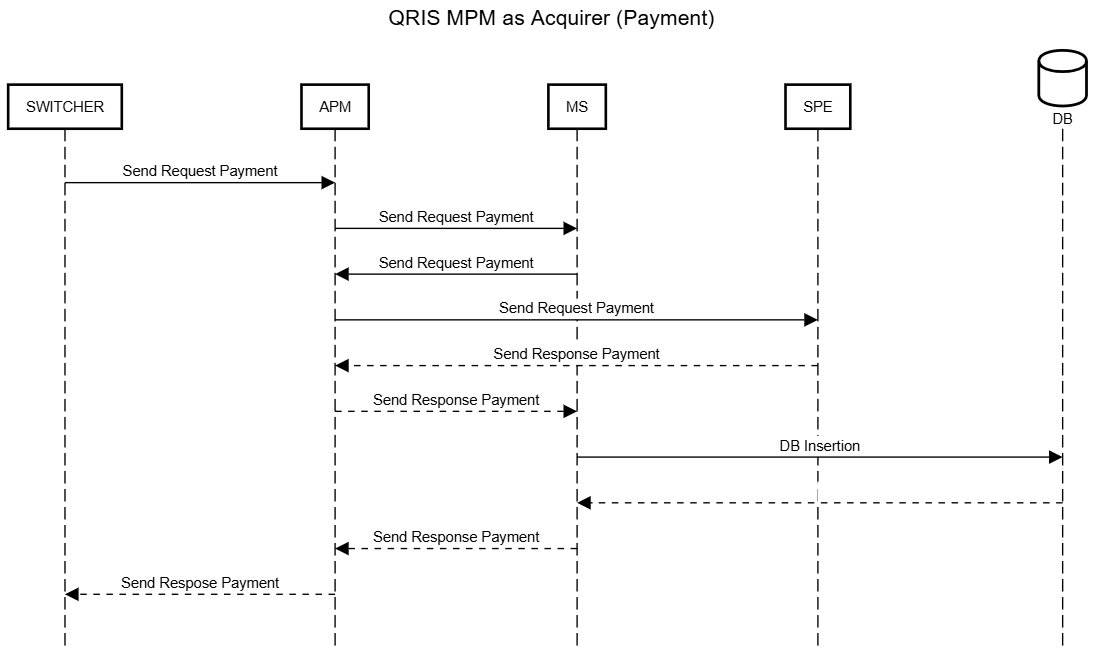 QRIS MPM as Acquirer (Payment)
SWITCHER
APM
MS
SPE
DB
Send Request Payment
Send Request Payment
Send Request Payment
Send Request Payment
Send Response Payment
Send Response Payment
DB Insertion
Send Response Payment
Send Respose Payment